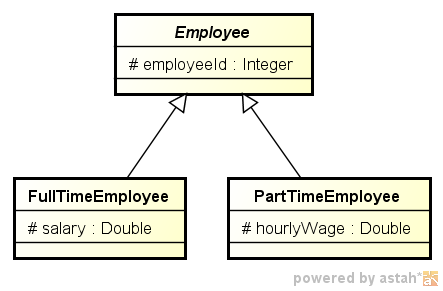 Employee
# employeeId : Integer
FullTimeEmployee
# salary : Double
PartTimeEmployee
# hourlyWage : Double
powered by astah*